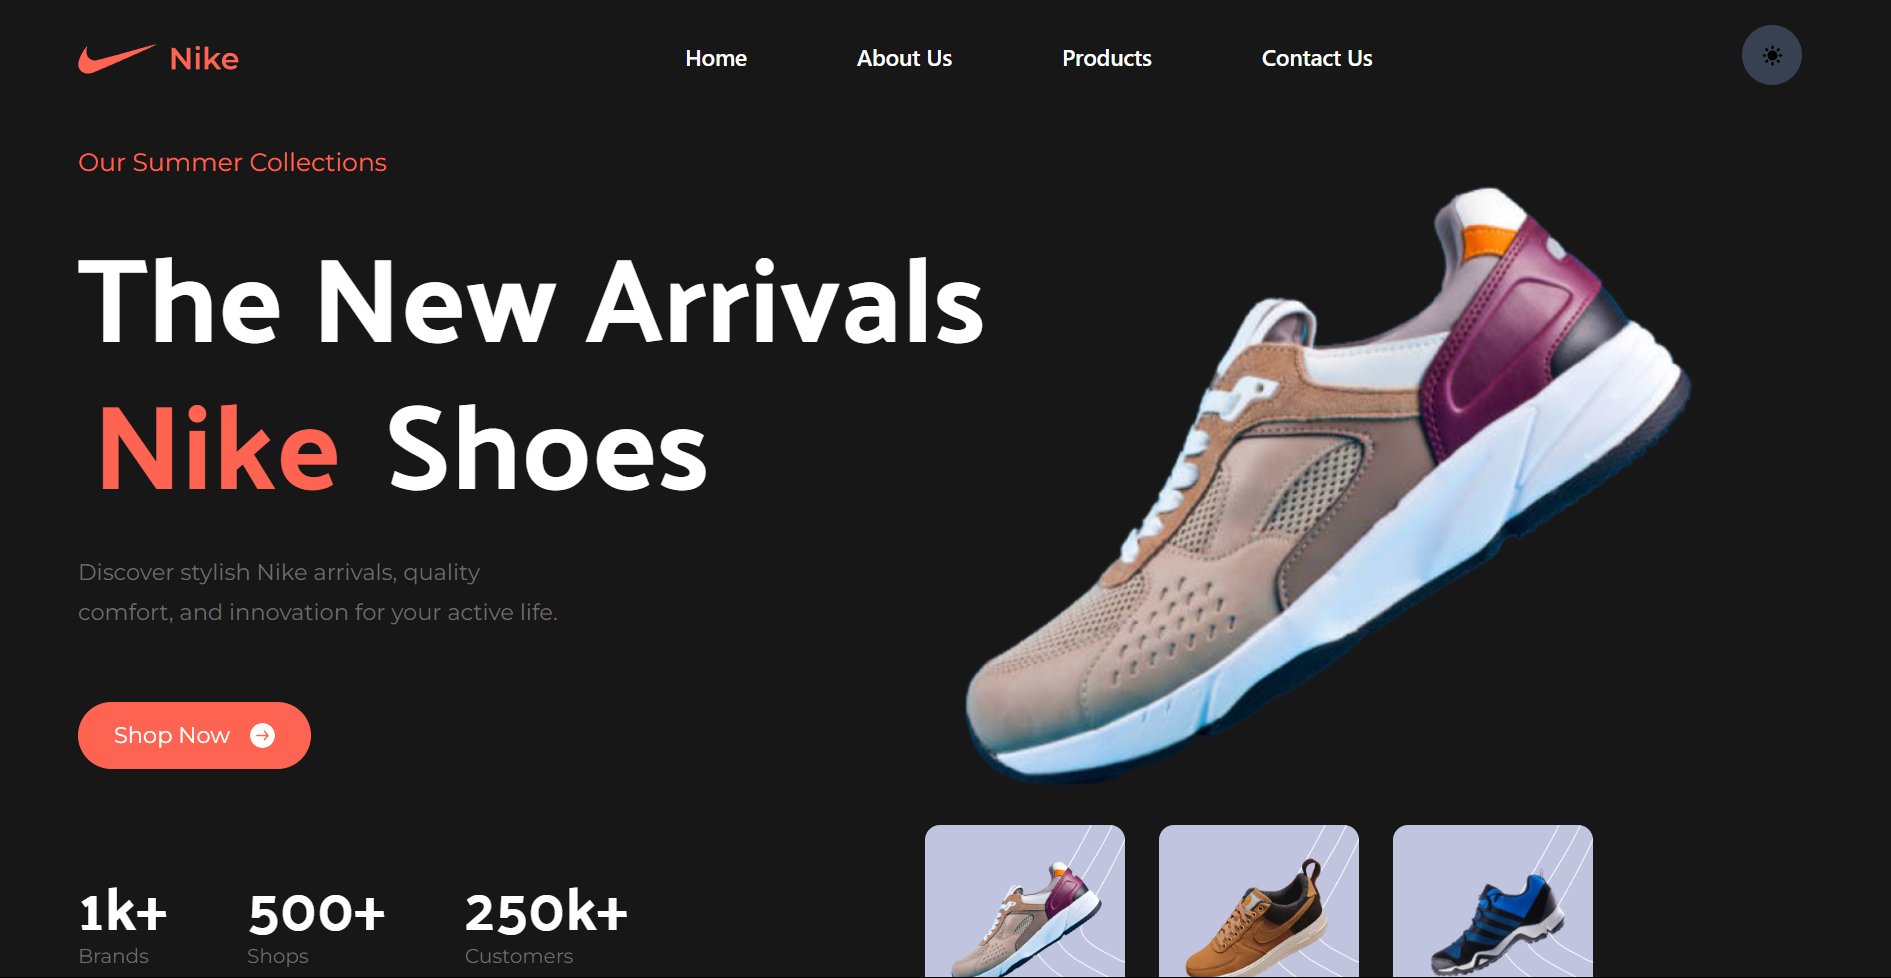 Nike
Home
About Us
Products
Contact Us
Our Summer Collections
The New Arrivals
Nike Shoes
Discover stylish Nike arrivals, quality
comfort, and innovation for your active life.
Shop Now
1k+
Brands
500+
Shops
250k+
Customers